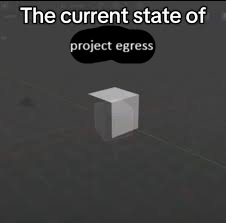 The current state of
project egress